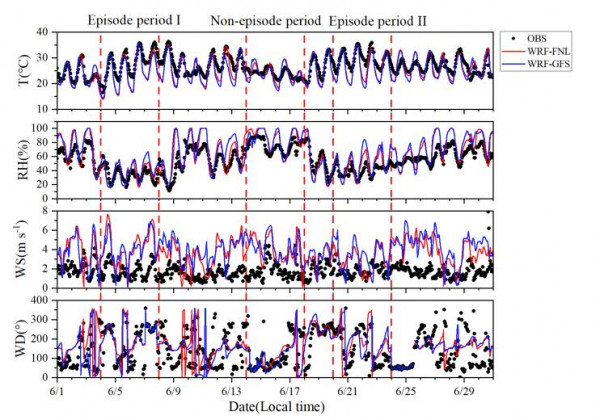 Episode period I Non-episode period Episode period II
OBS
WRF-FNL
WRF-GFS
T(°C)
40
30
20
10
RH(%)
100
80
60
40
20
0
WS(m s-1)
8
6
4
2
0
WD(°)
400
300
200
100
0
6/1 6/5 6/9 6/13 6/17 6/21 6/25 6/29
Date(Local time)